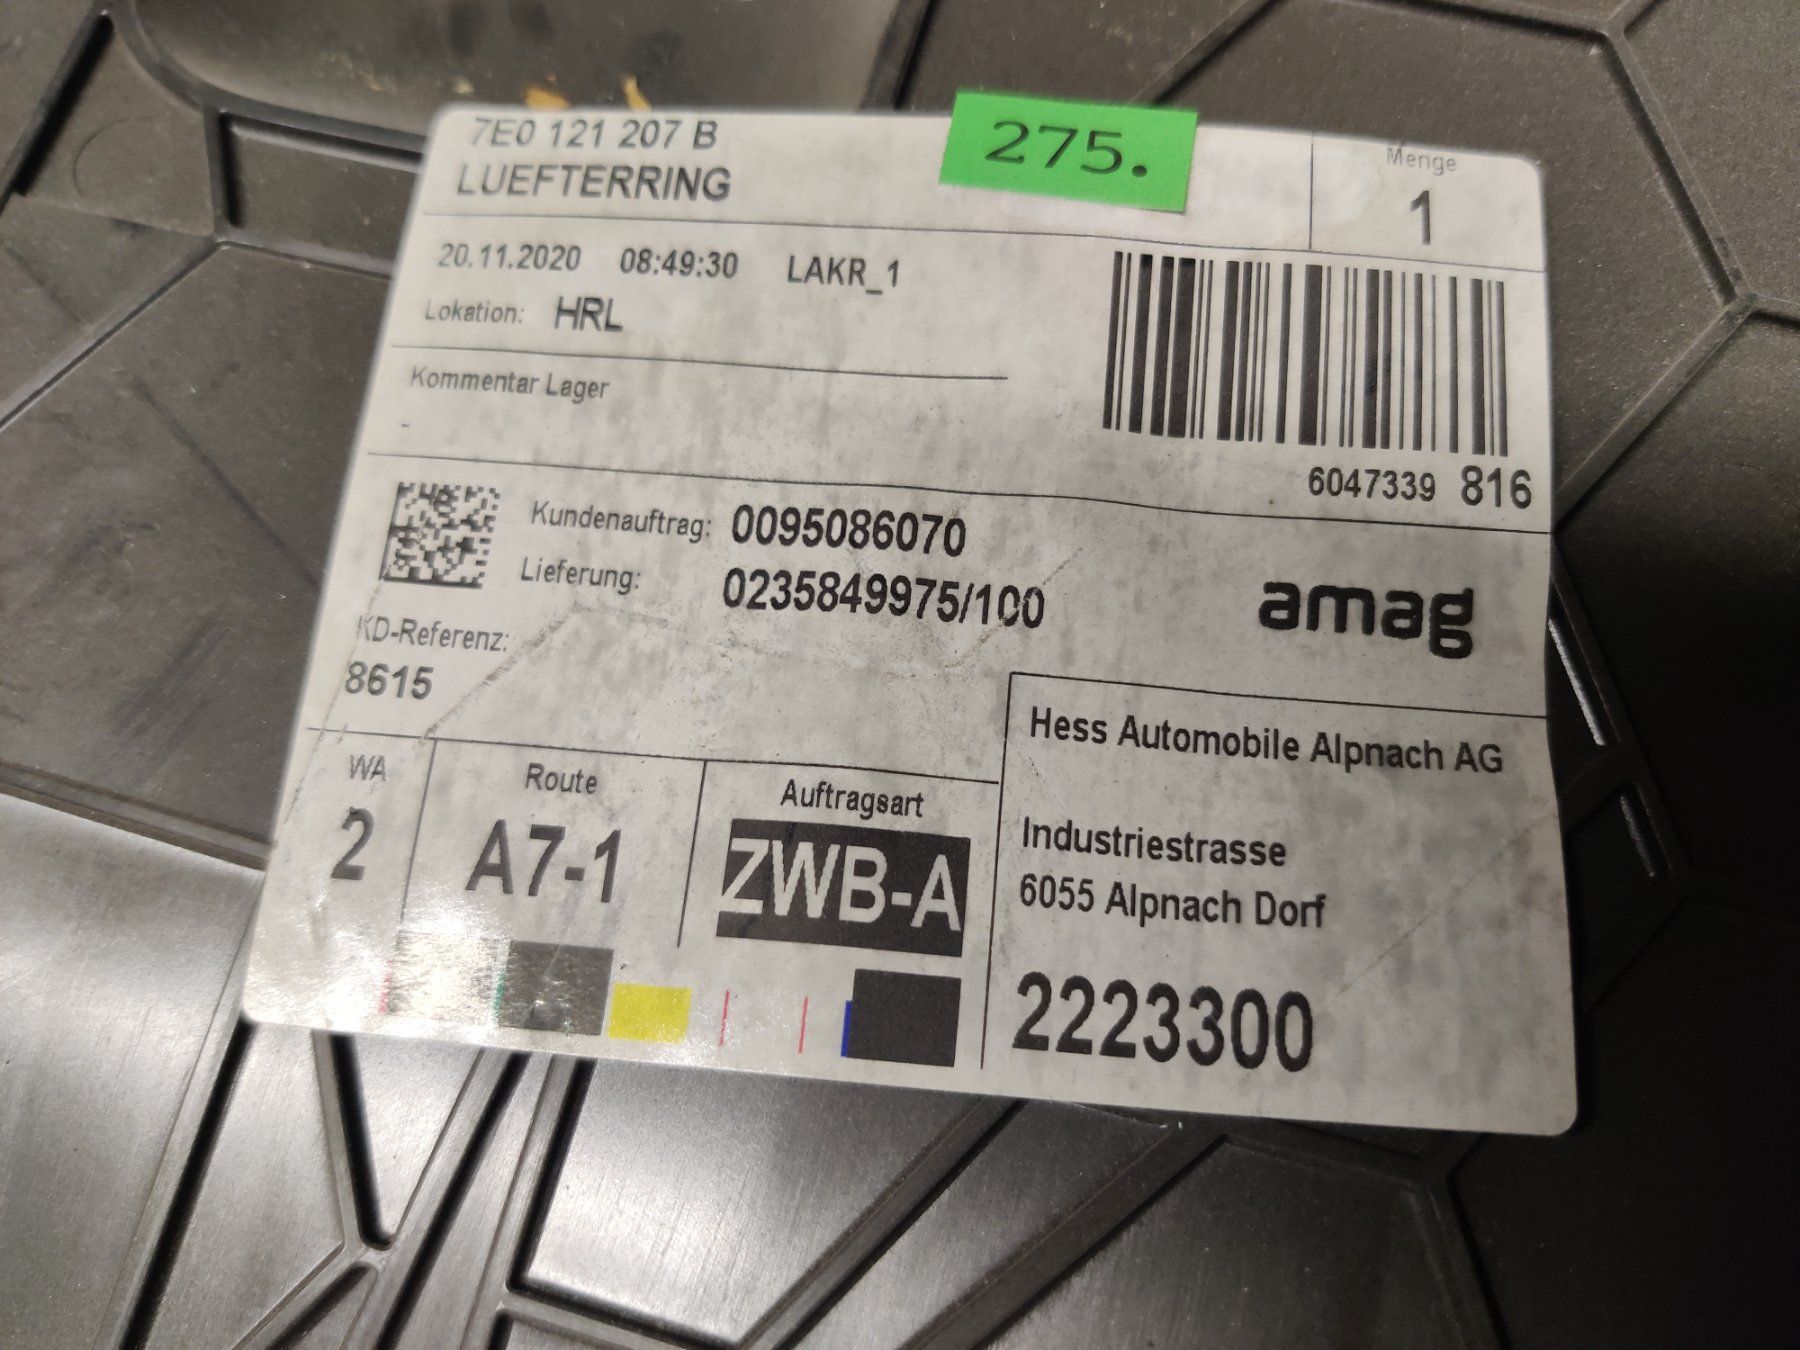 7E0 121 207 B
LUEFTERRING
275.
Menge
1
20.11.2020 08:49:30 LAKR_1
Lokation: HRL
Kommentar Lager
-
6047339 816
Kundenauftrag: 0095086070
Lieferung: 0235849975/100
amag
KD-Referenz:
8615
Hess Automobile Alpnach AG
Industriestrasse
6055 Alpnach Dorf
2223300
WA
2
Route
A7-1
Auftragsart
ZWB-A